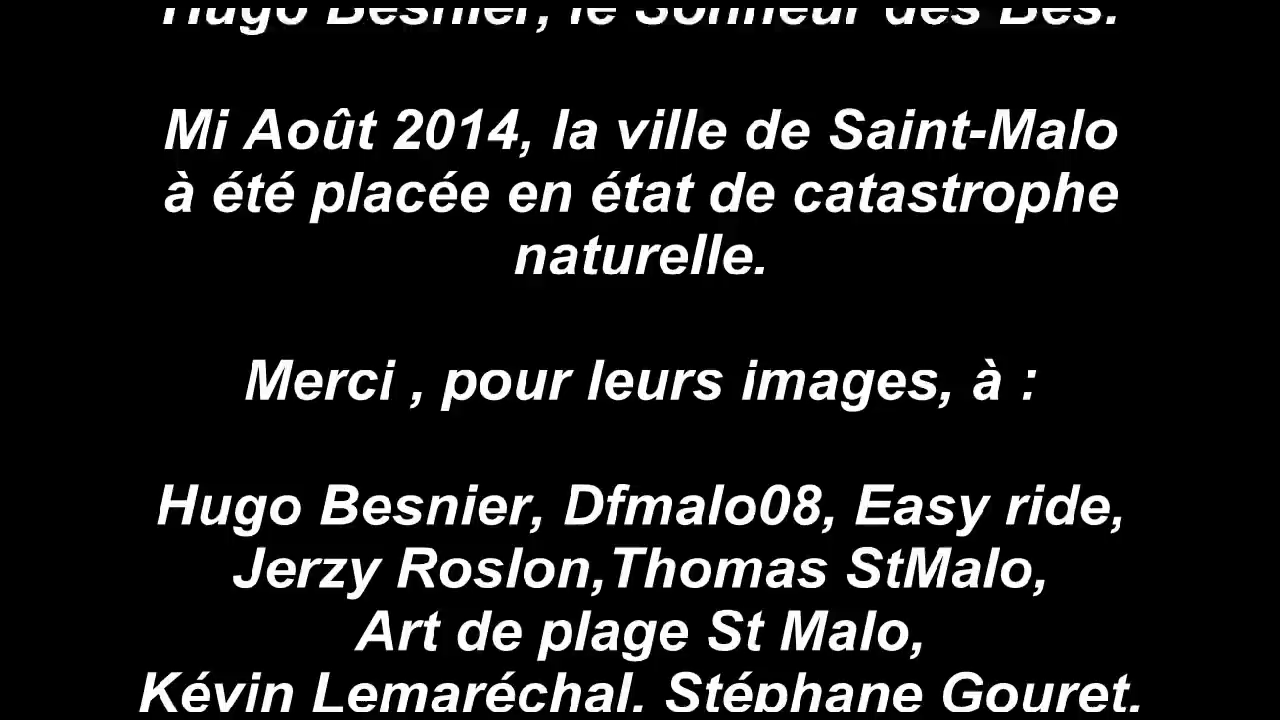 Hugo Besnier, le Sonneur des Bés.
Mi Août 2014, la ville de Saint-Malo
à été placée en état de catastrophe
naturelle.
Merci , pour leurs images, à :
Hugo Besnier, Dfmalo08, Easy ride,
Jerzy Roslon,Thomas StMalo,
Art de plage St Malo,
Kévin Lemaréchal, Stéphane Gouret,